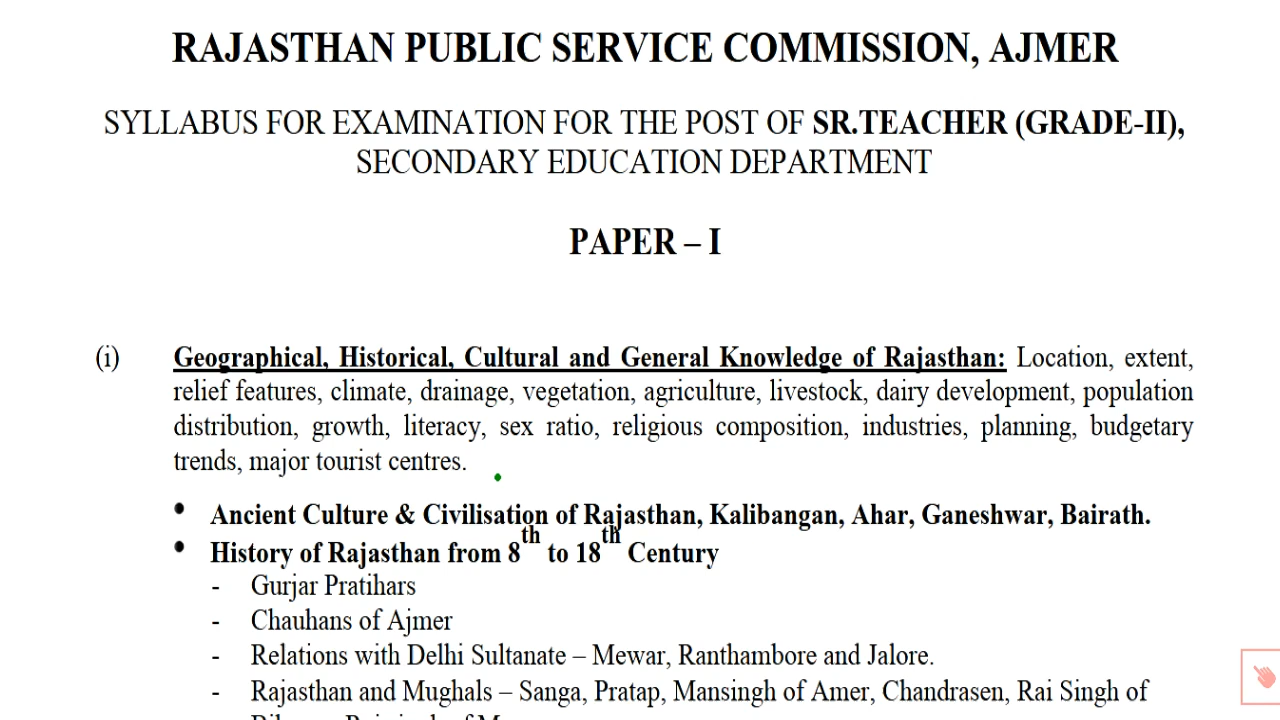 RAJASTHAN PUBLIC SERVICE COMMISSION, AJMER
SYLLABUS FOR EXAMINATION FOR THE POST OF SR.TEACHER (GRADE-II),
SECONDARY EDUCATION DEPARTMENT
PAPER – I
(i) Geographical, Historical, Cultural and General Knowledge of Rajasthan: Location, extent,
relief features, climate, drainage, vegetation, agriculture, livestock, dairy development, population
distribution, growth, literacy, sex ratio, religious composition, industries, planning, budgetary
trends, major tourist centres.
• Ancient Culture & Civilisation of Rajasthan, Kalibangan, Ahar, Ganeshwar, Bairath.
• History of Rajasthan from 8th to 18th Century
- Gurjar Pratihars
- Chauhans of Ajmer
- Relations with Delhi Sultanate – Mewar, Ranthambore and Jalore.
- Rajasthan and Mughals – Sanga, Pratap, Mansingh of Amer, Chandrasen, Rai Singh of